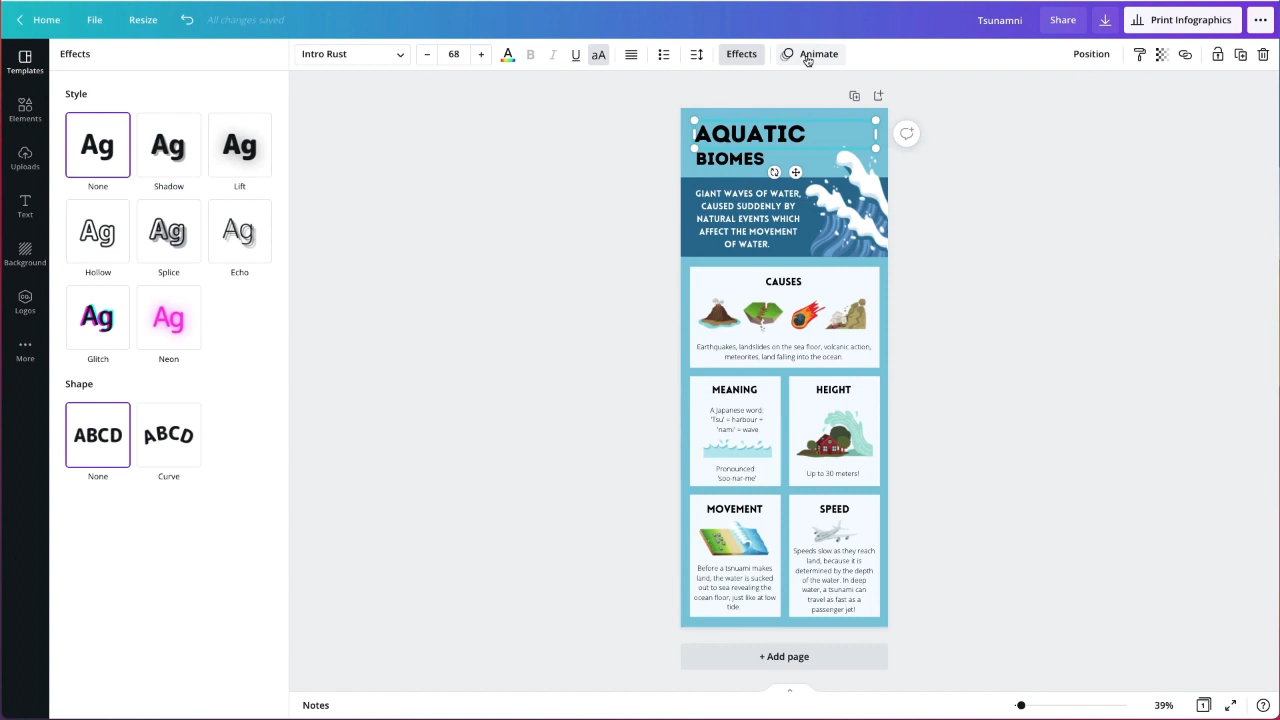 Home File Resize All changes saved Tsunamni Share Print Infographics
Templates
Elements
Uploads
Text
Background
CO.
Logos
More
Effects
Intro Rust 68 A B I U aA Effects Animate Position
Style
Ag Ag Ag
None Shadow Lift
Ag Ag Ag
Hollow Splice Echo
Ag Ag
Glitch Neon
Shape
ABCD ABCD
None Curve
AQUATIC
BIOMES
GIANT WAVES OF WATER,
CAUSED SUDDENLY BY
NATURAL EVENTS WHICH
AFFECT THE MOVEMENT
OF WATER.
CAUSES
Earthquakes, landslides on the sea floor, volcanic action,
meteorites, land falling into the ocean.
MEANING
A Japanese word:
'Tsu' = harbour +
'nami' = wave
Pronounced:
'soo-nar-me'
HEIGHT
Up to 30 meters!
MOVEMENT
Before a tsnuami makes
land, the water is sucked
out to sea revealing the
ocean floor, just like at low
tide.
SPEED
Speeds slow as they reach
land, because it is
determined by the depth
of the water. In deep
water, a tsunami can
travel as fast as a
passenger jet!
+ Add page
Notes 39% 1